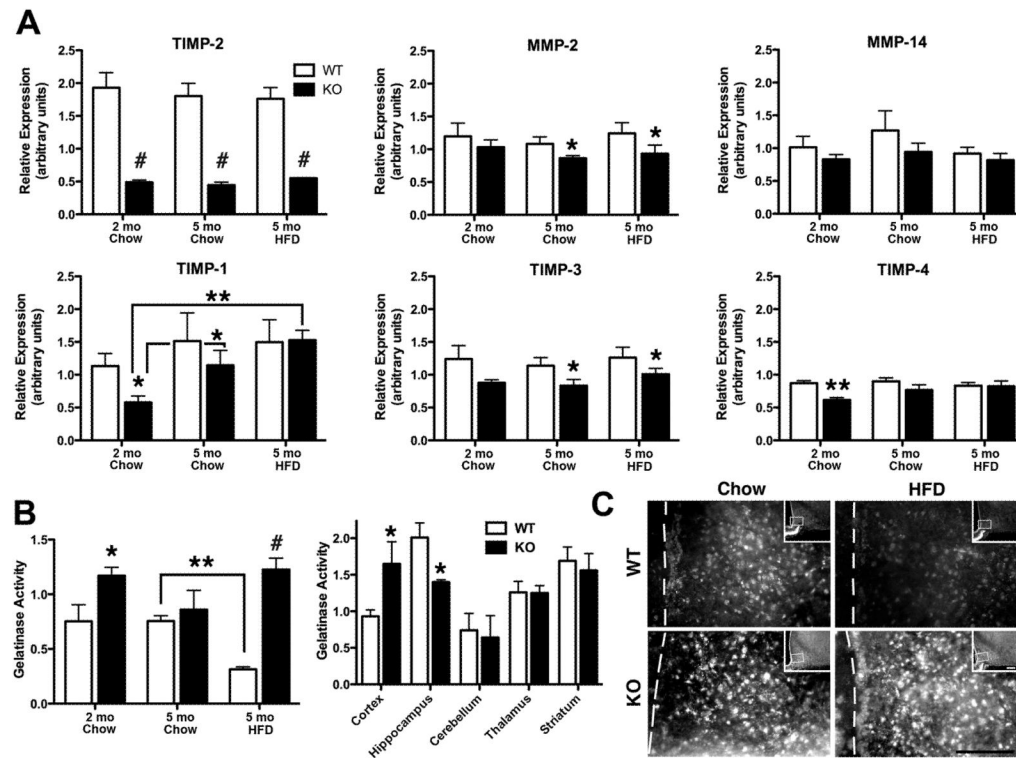 A
TIMP-2
Relative Expression
(arbitrary units)
2.5
2.0
1.5
1.0
0.5
0.0
WT
KO
#
#
#
2 mo
Chow
5 mo
Chow
5 mo
HFD
MMP-2
Relative Expression
(arbitrary units)
2.5
2.0
1.5
1.0
0.5
0.0
*
*
2 mo
Chow
5 mo
Chow
5 mo
HFD
MMP-14
Relative Expression
(arbitrary units)
2.5
2.0
1.5
1.0
0.5
0.0
2 mo
Chow
5 mo
Chow
5 mo
HFD
TIMP-1
Relative Expression
(arbitrary units)
2.5
2.0
1.5
1.0
0.5
0.0
**
*
*
2 mo
Chow
5 mo
Chow
5 mo
HFD
TIMP-3
Relative Expression
(arbitrary units)
2.5
2.0
1.5
1.0
0.5
0.0
*
*
2 mo
Chow
5 mo
Chow
5 mo
HFD
TIMP-4
Relative Expression
(arbitrary units)
2.5
2.0
1.5
1.0
0.5
0.0
**
2 mo
Chow
5 mo
Chow
5 mo
HFD
B
Gelatinase Activity
1.5
1.0
0.5
0.0
*
**
#
2 mo
Chow
5 mo
Chow
5 mo
HFD
Gelatinase Activity
2.0
1.5
1.0
0.5
0.0
WT
KO
*
*
Cortex
Hippocampus
Cerebellum
Thalamus
Striatum
C
Chow
HFD
WT
KO